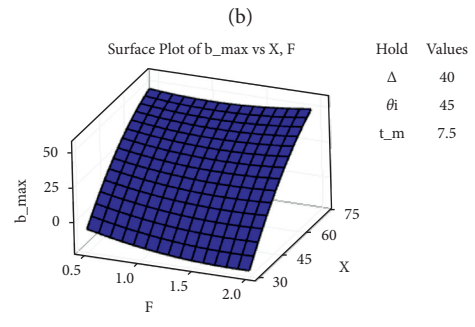 (b)
Surface Plot of b_max vs X, F
Hold Values
Δ 40
θi 45
t_m 7.5
b_max
50
25
0
0.5
1.0
1.5
2.0
F
30
45
60
75
X